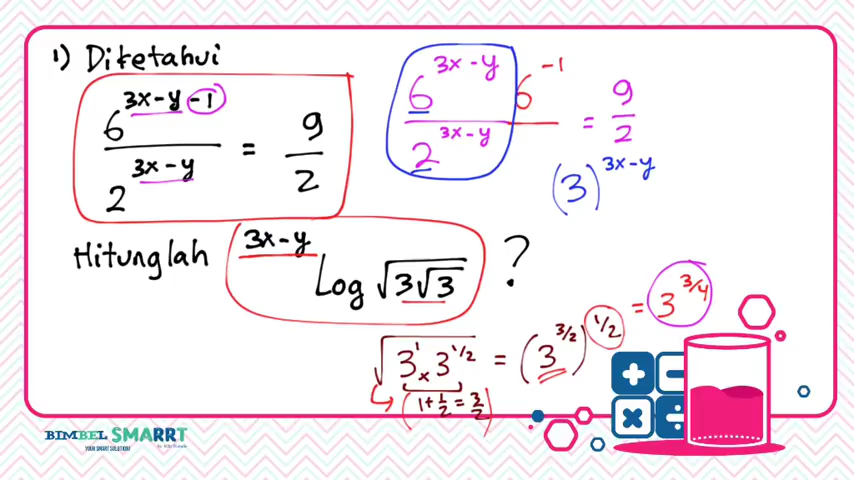 1) Diketahui
6^(3x-y-1) / 2^(3x-y) = 9/2
6^(3x-y) 6^-1 / 2^(3x-y) = 9/2
(3)^(3x-y)
Hitunglah ^(3x-y) Log √(3√3) ?
√(3^1 x 3^(1/2)) = (3^(3/2))^(1/2) = 3^(3/4)
(1+1/2=3/2)
+ −
× ÷
BIMBEL SMARRT
YOUR SMART SOLUTION!